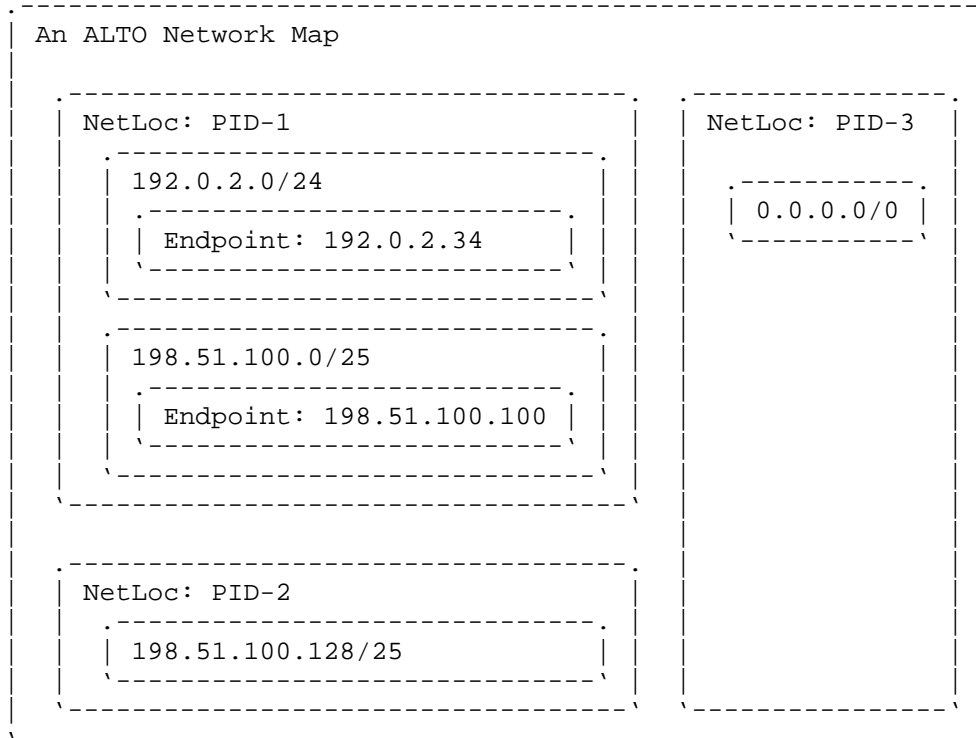 An ALTO Network Map
NetLoc: PID-1
192.0.2.0/24
Endpoint: 192.0.2.34
198.51.100.0/25
Endpoint: 198.51.100.100
NetLoc: PID-2
198.51.100.128/25
NetLoc: PID-3
0.0.0.0/0